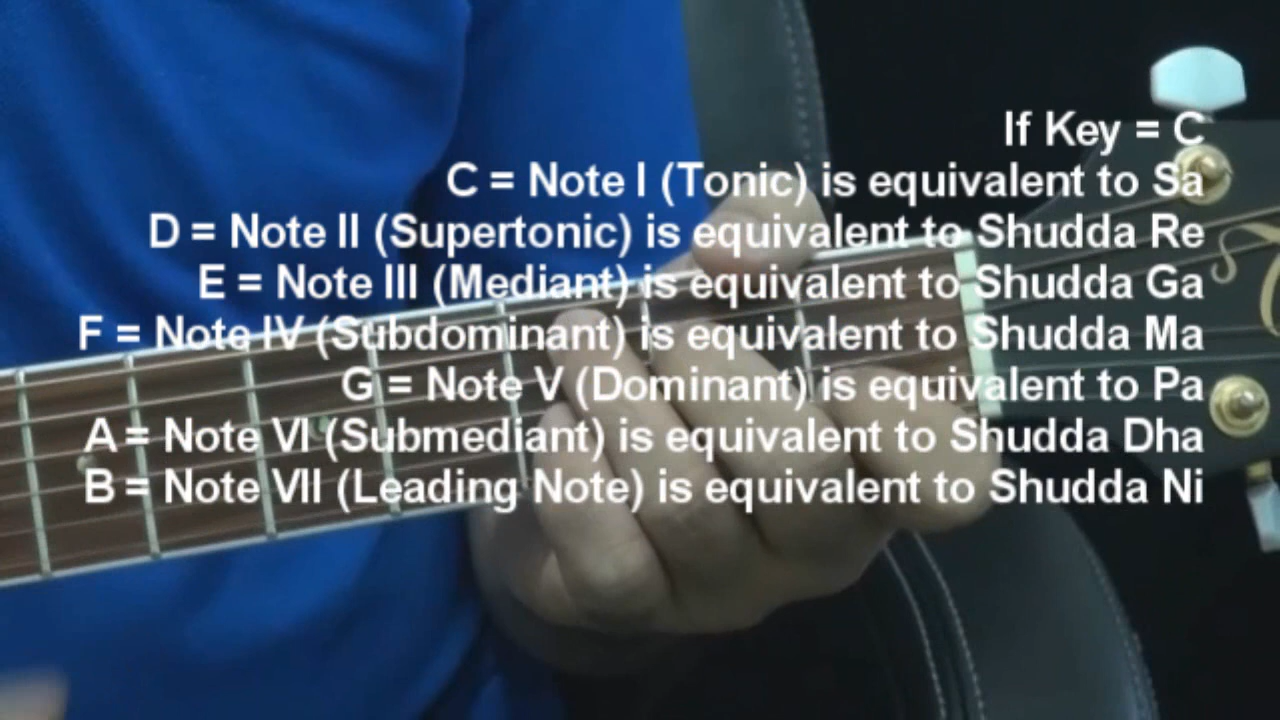 If Key = C
C = Note I (Tonic) is equivalent to Sa
D = Note II (Supertonic) is equivalent to Shudda Re
E = Note III (Mediant) is equivalent to Shudda Ga
F = Note IV (Subdominant) is equivalent to Shudda Ma
G = Note V (Dominant) is equivalent to Pa
A = Note VI (Submediant) is equivalent to Shudda Dha
B = Note VII (Leading Note) is equivalent to Shudda Ni